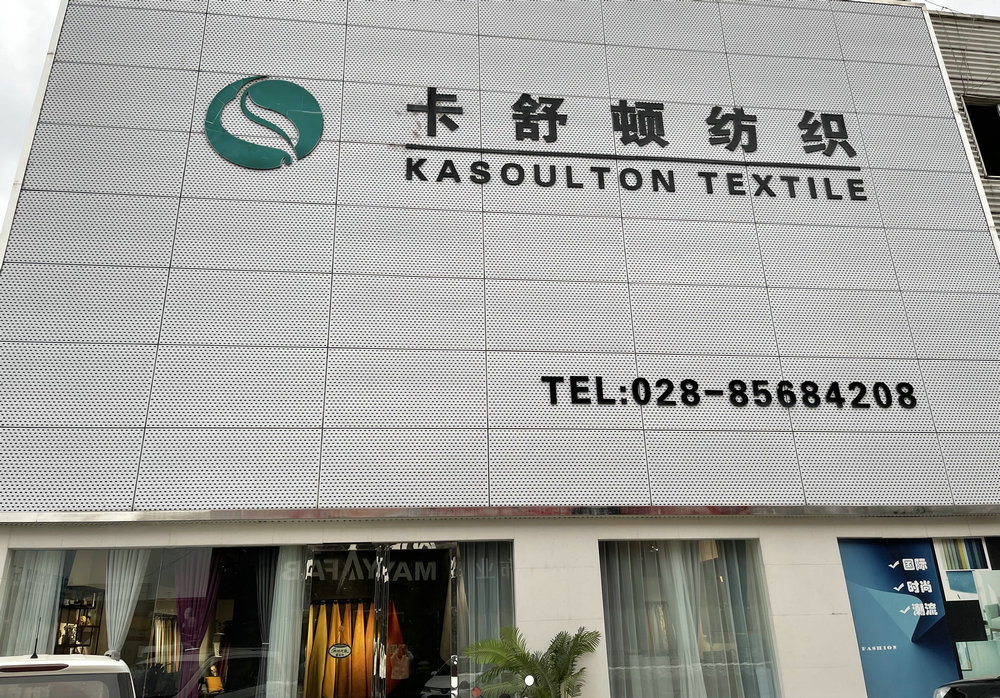 卡舒顿纺织
KASOULTON TEXTILE
TEL:028-85684208
国际
时尚
潮流
FASHION